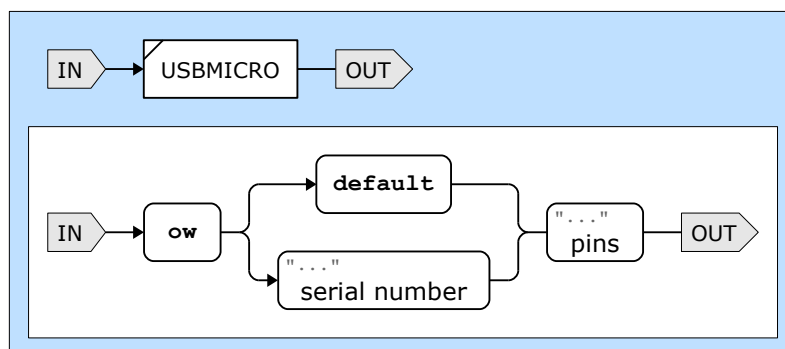 IN USBMICRO OUT
default
IN ow "..." pins OUT
"..."
serial number